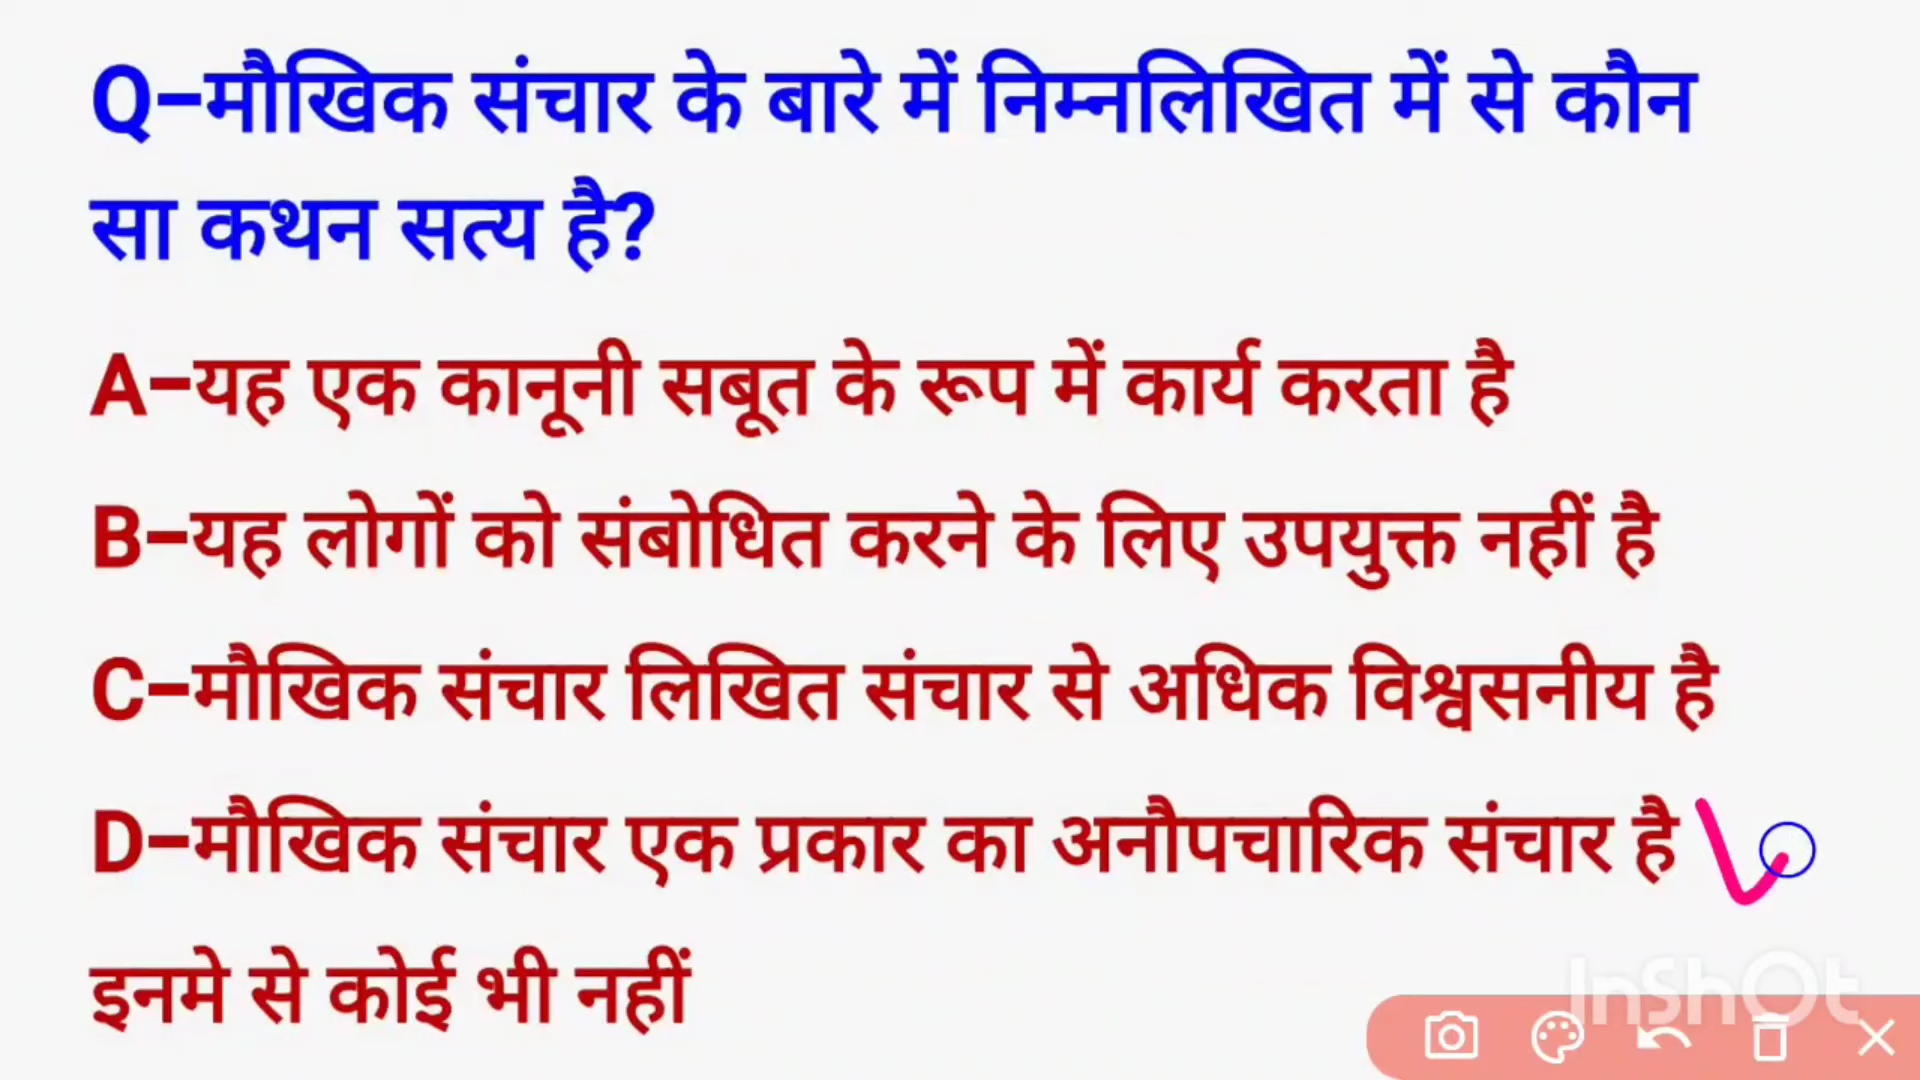 Q–मौखिक संचार के बारे में निम्नलिखित में से कौन
सा कथन सत्य है?
A–यह एक कानूनी सबूत के रूप में कार्य करता है
B–यह लोगों को संबोधित करने के लिए उपयुक्त नहीं है
C–मौखिक संचार लिखित संचार से अधिक विश्वसनीय है
D–मौखिक संचार एक प्रकार का अनौपचारिक संचार है
इनमे से कोई भी नहीं
InShOt